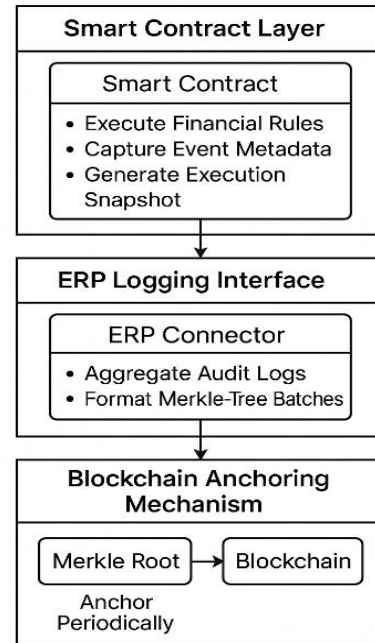 Smart Contract Layer
Smart Contract
• Execute Financial Rules
• Capture Event Metadata
• Generate Execution
Snapshot
ERP Logging Interface
ERP Connector
• Aggregate Audit Logs
• Format Merkle-Tree Batches
Blockchain Anchoring
Mechanism
Merkle Root
Blockchain
Anchor
Periodically